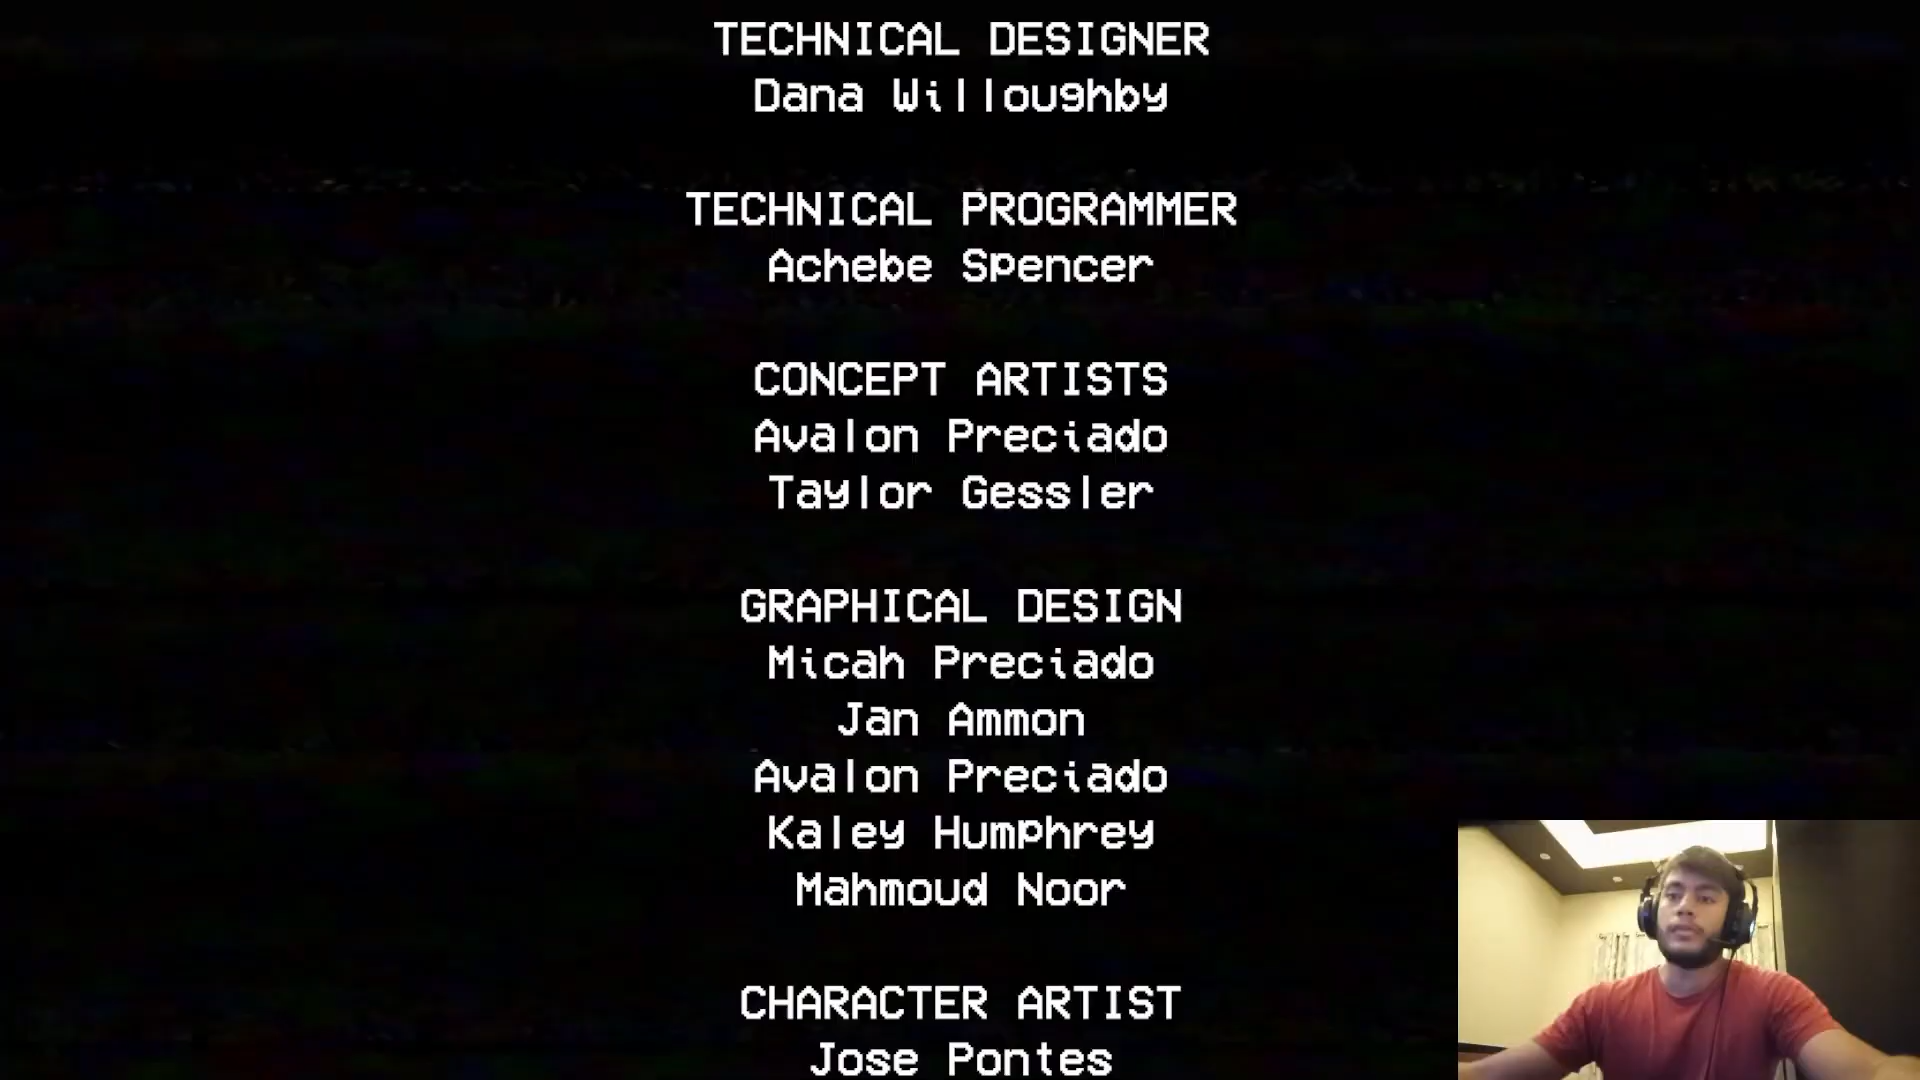 TECHNICAL DESIGNER
Dana Willoughby
TECHNICAL PROGRAMMER
Achebe Spencer
CONCEPT ARTISTS
Avalon Preciado
Taylor Gessler
GRAPHICAL DESIGN
Micah Preciado
Jan Ammon
Avalon Preciado
Kaley Humphrey
Mahmoud Noor
CHARACTER ARTIST
Jose Pontes